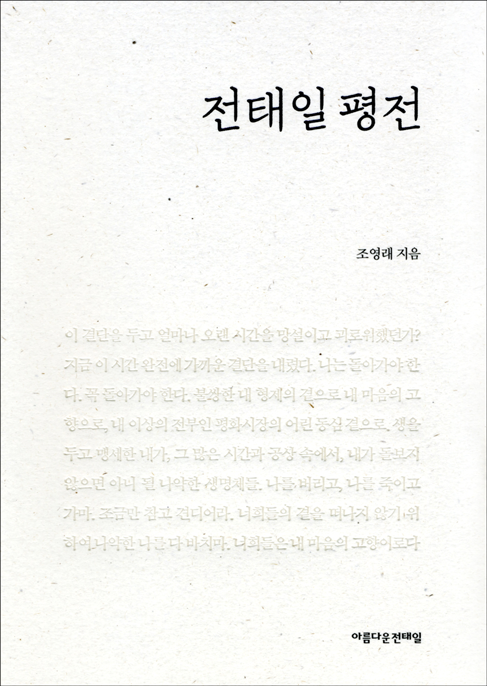 전태일 평전
조영래 지음
이 결단을 두고 얼마나 오랜 시간을 망설이고 괴로워했던가?
지금 이 시간 완전에 가까운 결단을 내렸다. 나는 돌아가야 한
다. 꼭 돌아가야 한다. 불쌍한 내 형제의 곁으로 내 마음의 고
향으로, 내 이상의 전부인 평화시장의 어린 동심 곁으로. 생을
두고 맹세한 내가, 그 많은 시간과 공상 속에서, 내가 돌보지
않으면 아니 될 나약한 생명체들. 나를 버리고, 나를 죽이고
가마. 조금만 참고 견디어라. 너희들의 곁을 떠나지 않기 위
하여 나약한 나를 다 바치마. 너희들은 내 마음의 고향이로다
아름다운전태일